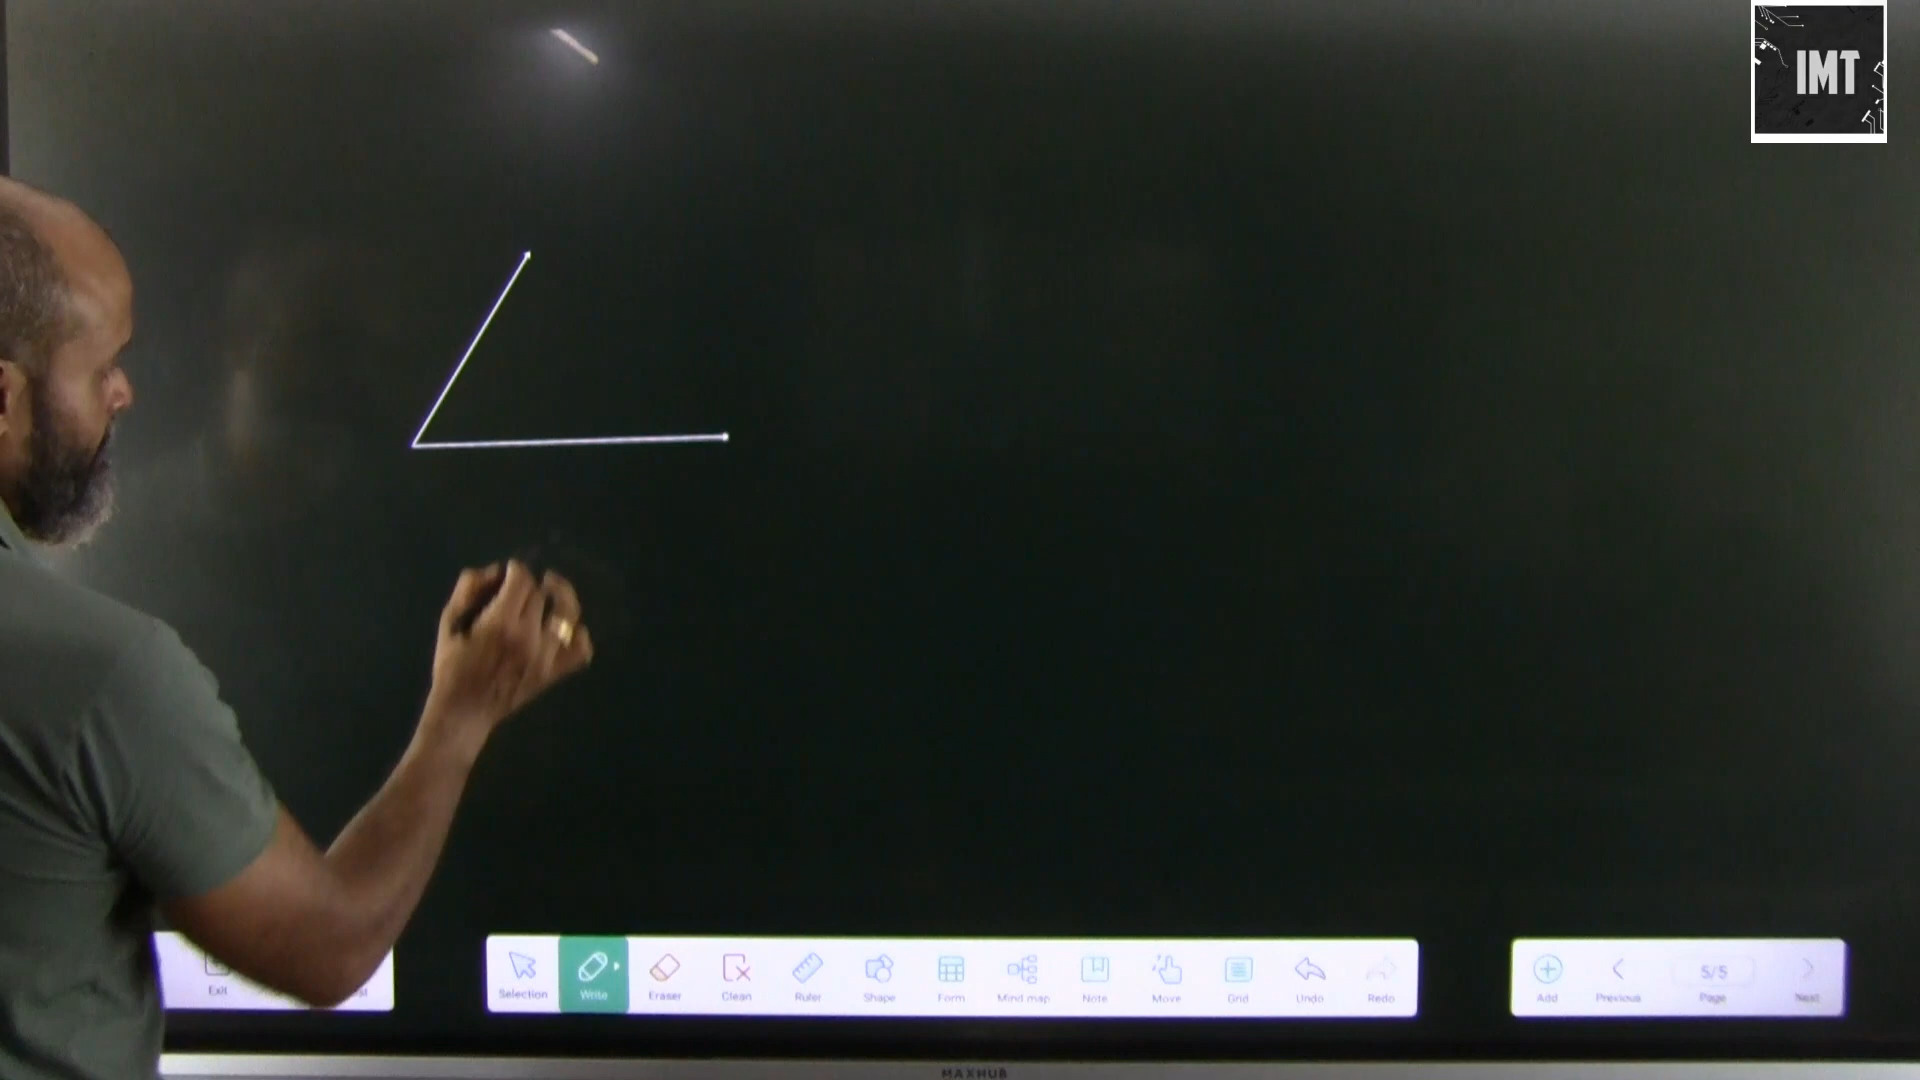 IMT
Exit
Selection
Write
Eraser
Clean
Ruler
Shape
Form
Mind map
Note
Move
Grid
Undo
Redo
Add
Previous
5/5
Page
Next
MAXHUB